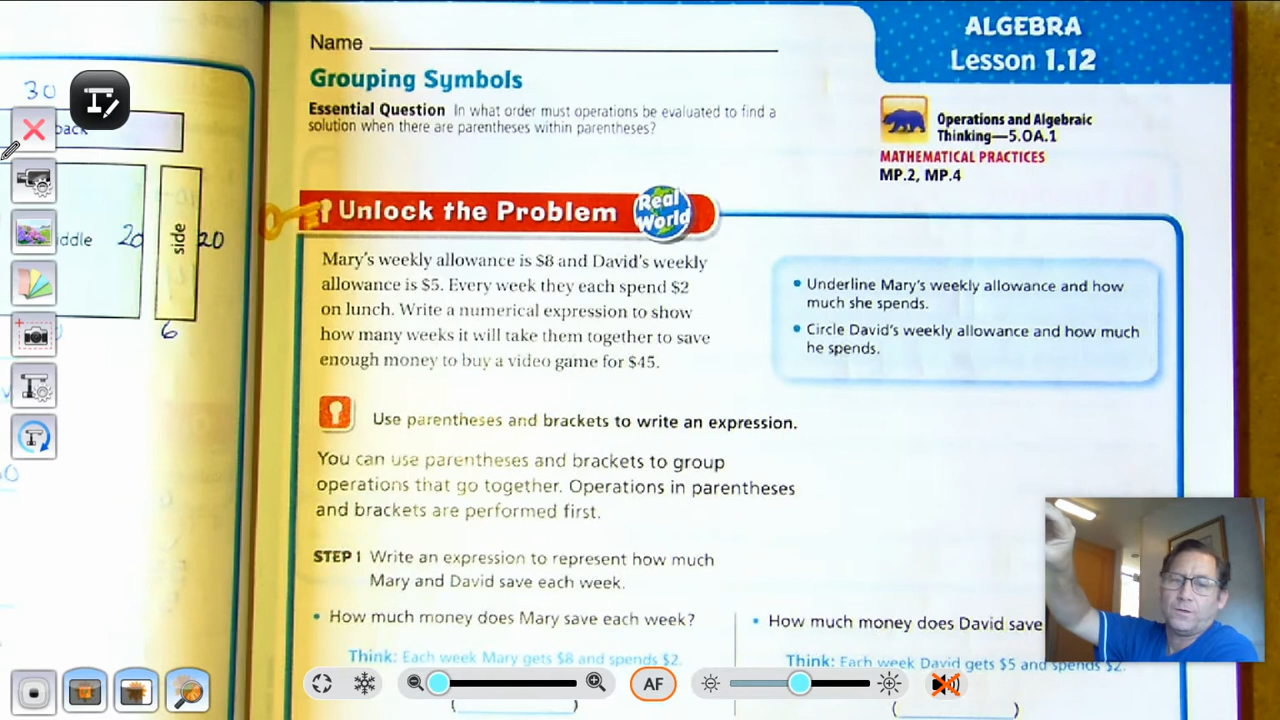 30
back
ddle 20
side
20
6
Name
Grouping Symbols
Essential Question In what order must operations be evaluated to find a
solution when there are parentheses within parentheses?
ALGEBRA
Lesson 1.12
Operations and Algebraic
Thinking—5.OA.1
MATHEMATICAL PRACTICES
MP.2, MP.4
Unlock the Problem
Real
World
Mary's weekly allowance is $8 and David's weekly
allowance is $5. Every week they each spend $2
on lunch. Write a numerical expression to show
how many weeks it will take them together to save
enough money to buy a video game for $45.
• Underline Mary's weekly allowance and how
much she spends.
• Circle David's weekly allowance and how much
he spends.
Use parentheses and brackets to write an expression.
You can use parentheses and brackets to group
operations that go together. Operations in parentheses
and brackets are performed first.
STEP 1 Write an expression to represent how much
Mary and David save each week.
• How much money does Mary save each week?
Think: Each week Mary gets $8 and spends $2.
( )
• How much money does David save
Think: Each week David gets $5 and spends $2.
( )
AF